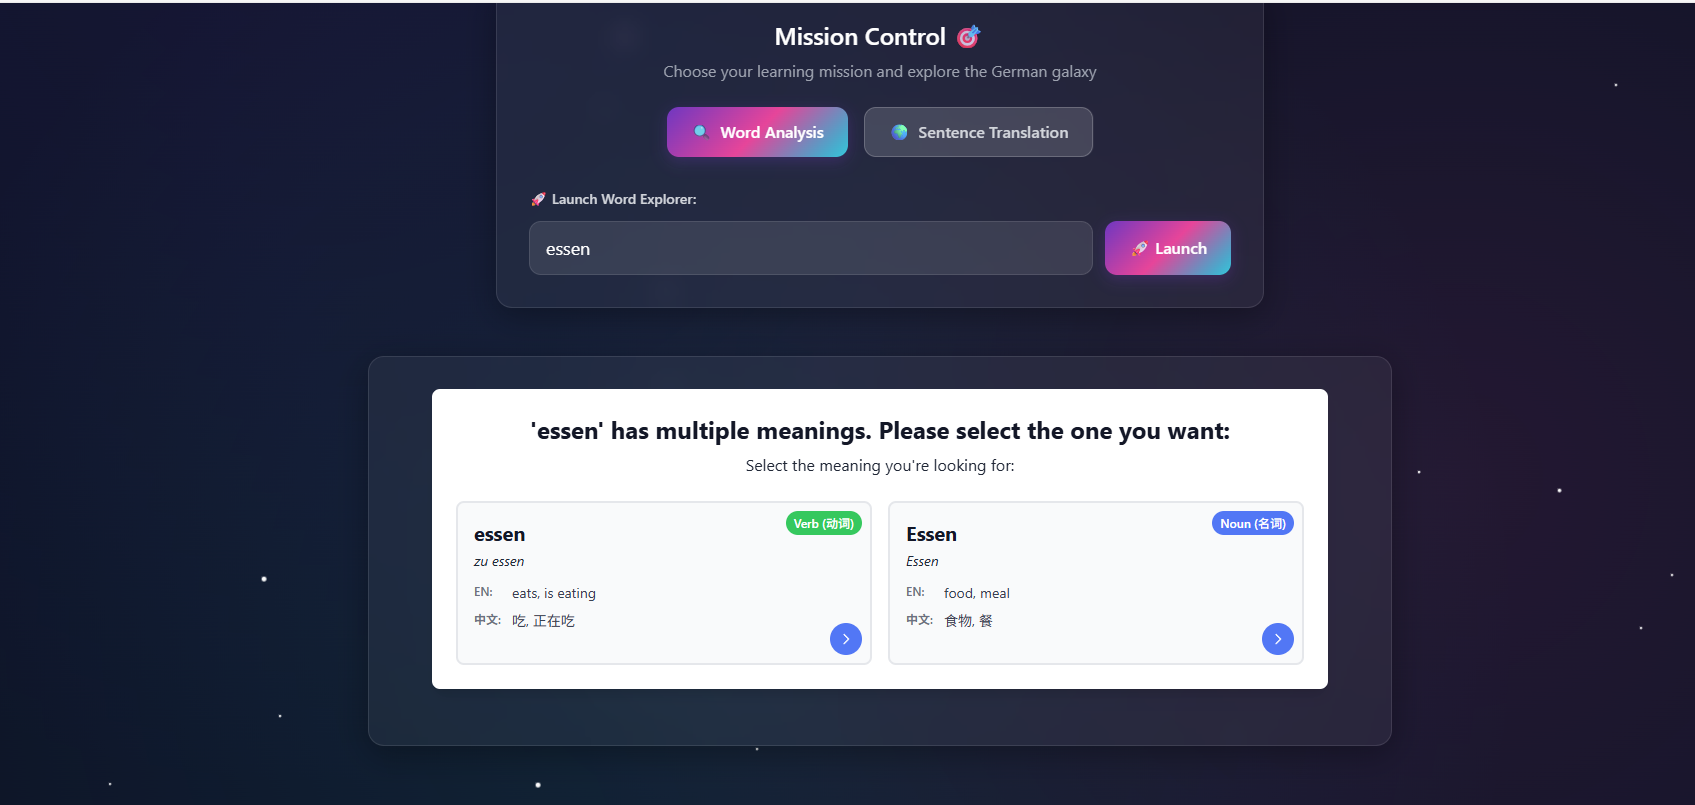 Mission Control 🎯
Choose your learning mission and explore the German galaxy
🔍 Word Analysis
🌍 Sentence Translation
🚀 Launch Word Explorer:
essen
🚀 Launch
'essen' has multiple meanings. Please select the one you want:
Select the meaning you're looking for:
Verb (动词)
essen
zu essen
EN: eats, is eating
中文: 吃, 正在吃
Noun (名词)
Essen
Essen
EN: food, meal
中文: 食物, 餐